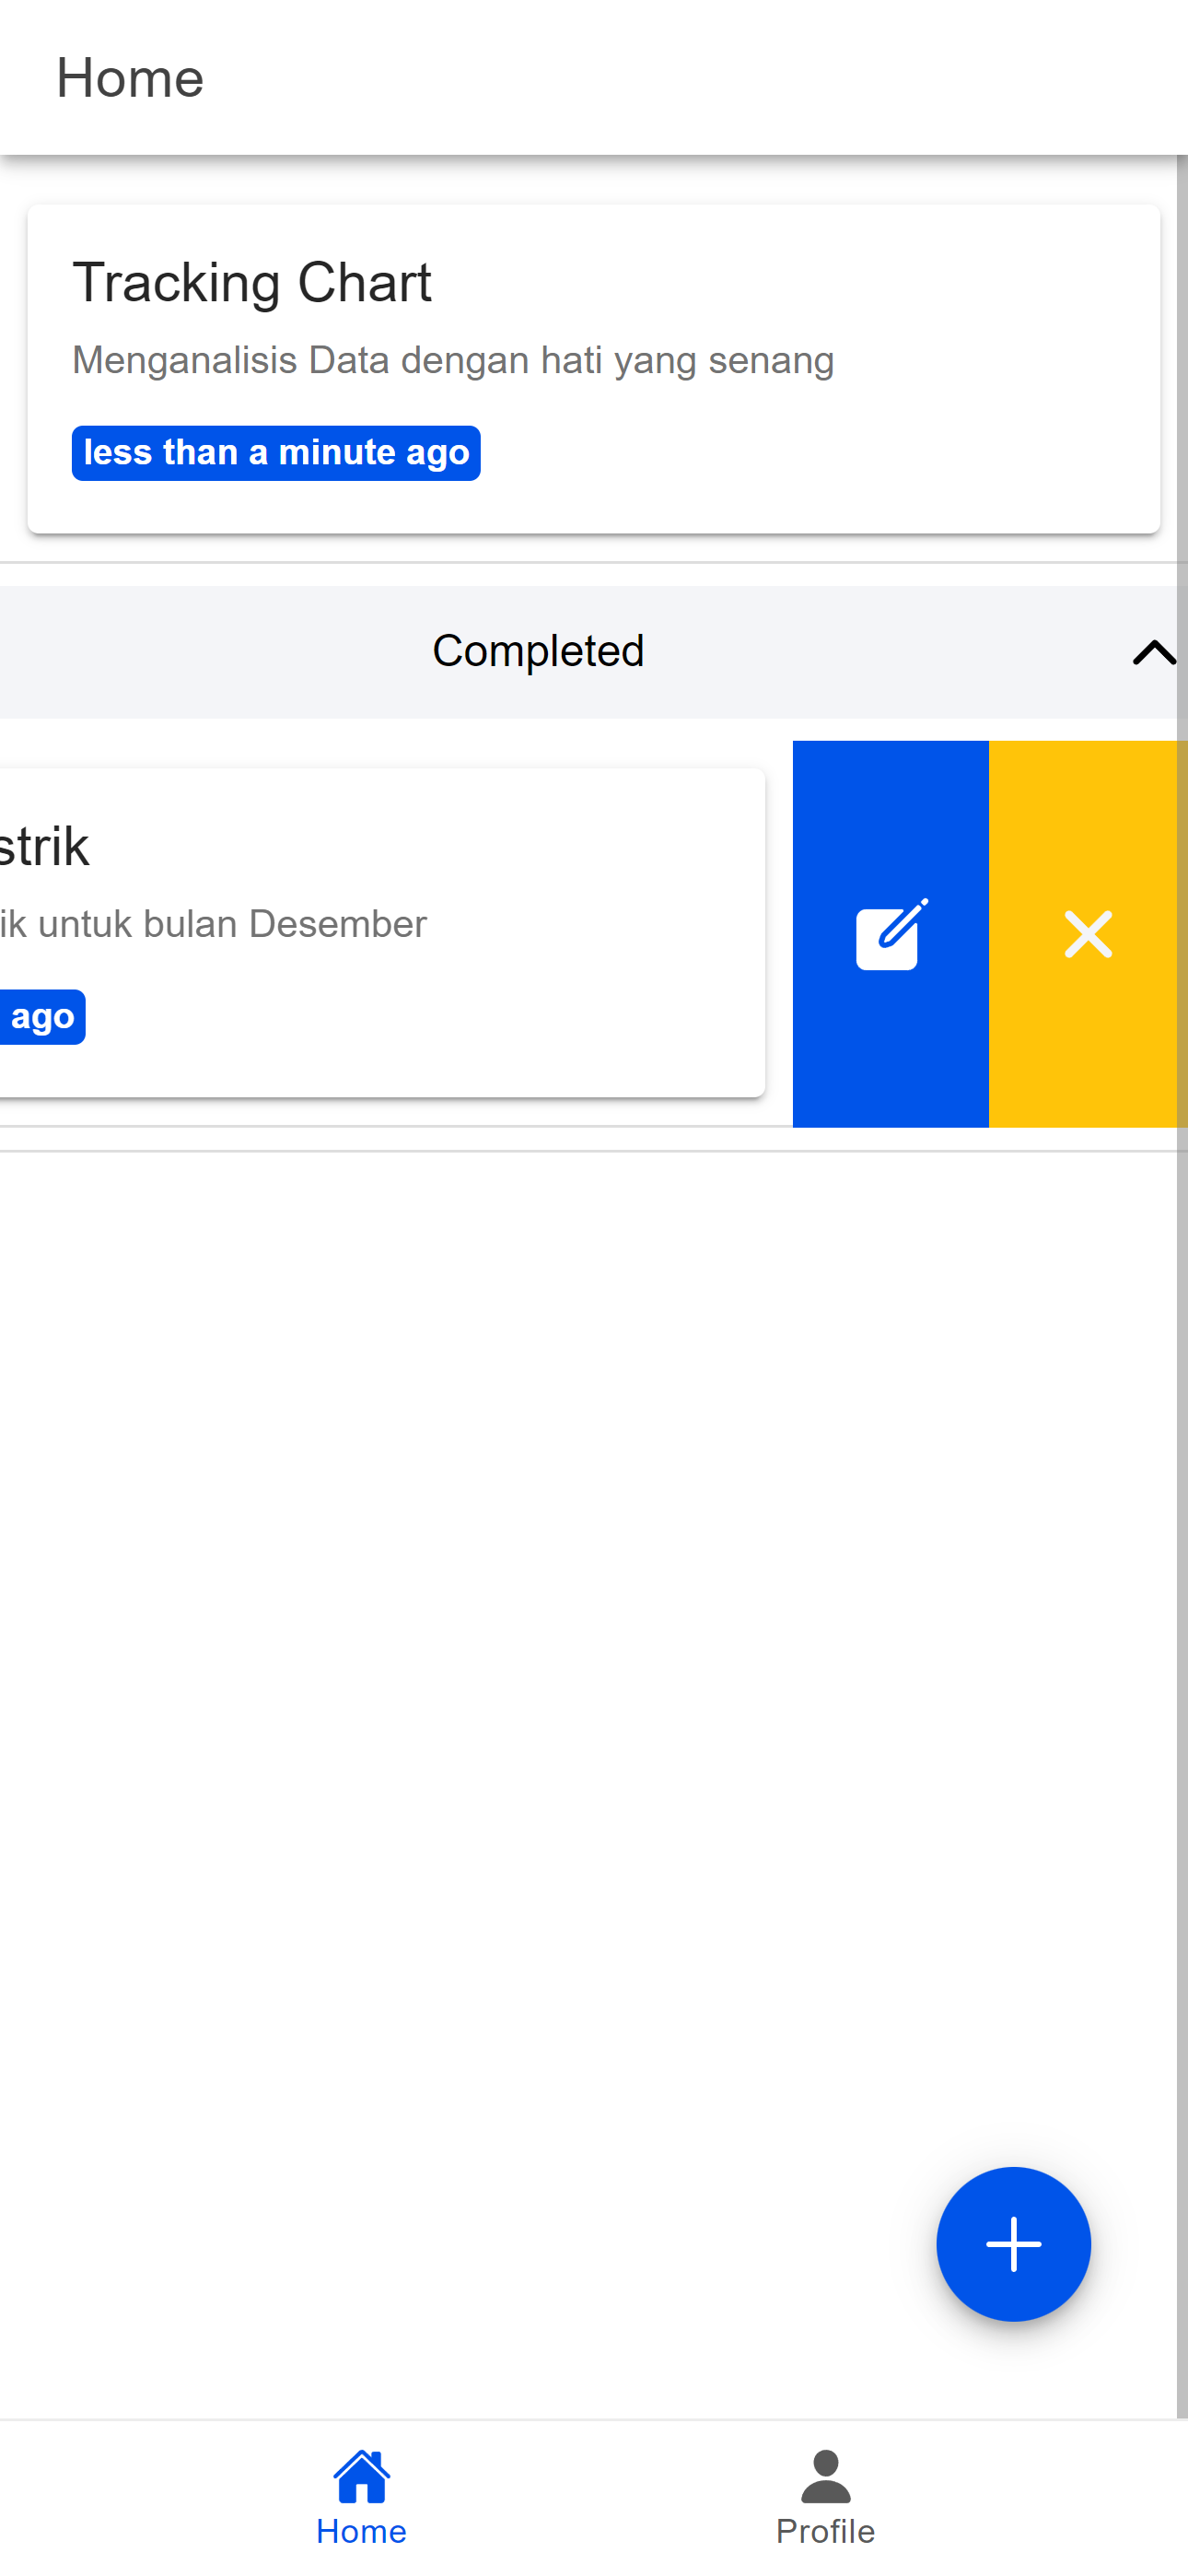 Home
Tracking Chart
Menganalisis Data dengan hati yang senang
less than a minute ago
Completed
strik
ik untuk bulan Desember
ago
Home
Profile